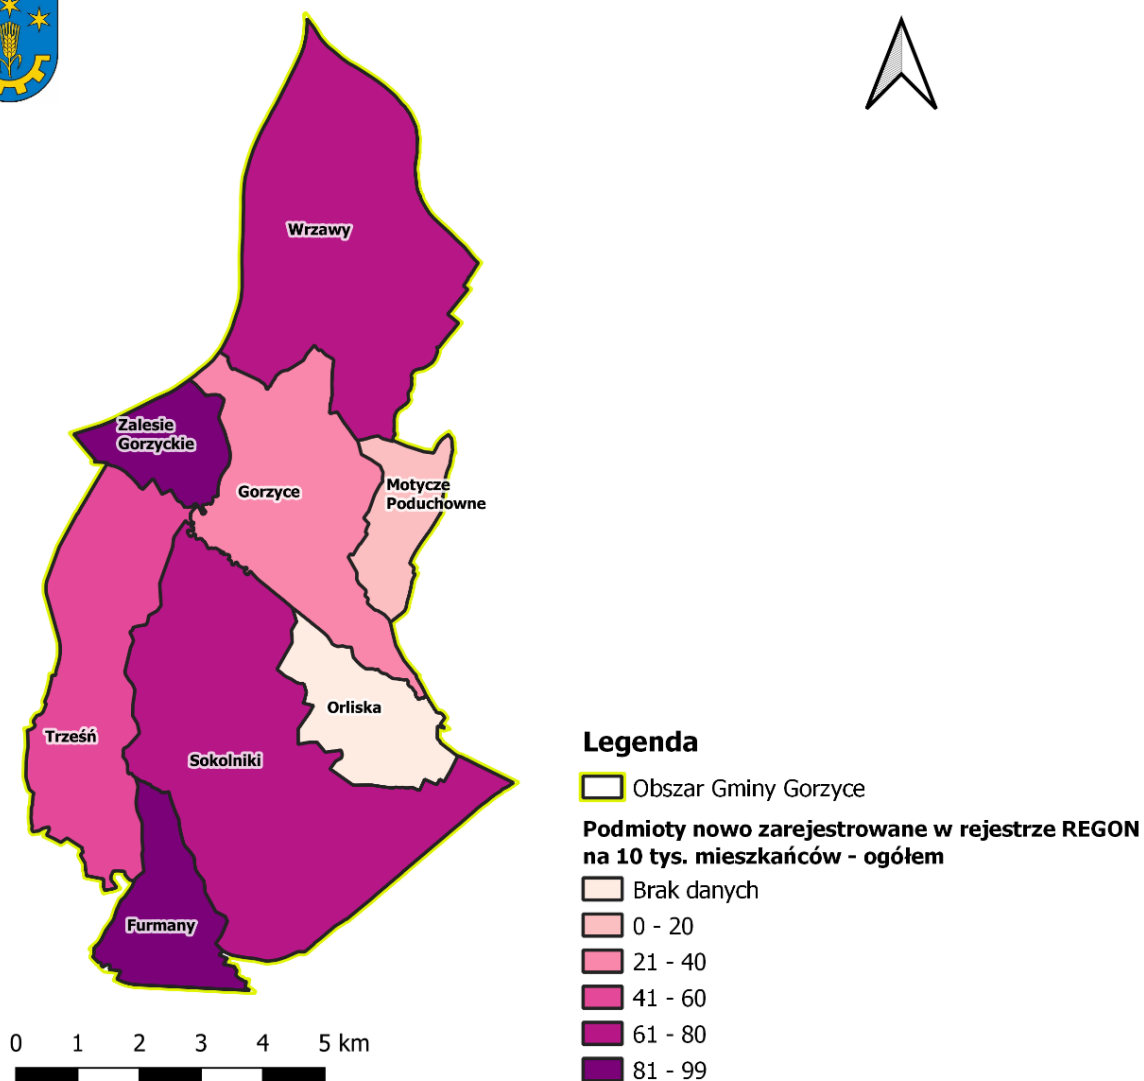 Wrzawy
Zalesie
Gorzyckie
Gorzyce
Motycze
Poduchowne
Orliska
Trześń
Sokolniki
Furmany
Legenda
Obszar Gminy Gorzyce
Podmioty nowo zarejestrowane w rejestrze REGON
na 10 tys. mieszkańców - ogółem
Brak danych
0 - 20
21 - 40
41 - 60
61 - 80
81 - 99
0 1 2 3 4 5 km